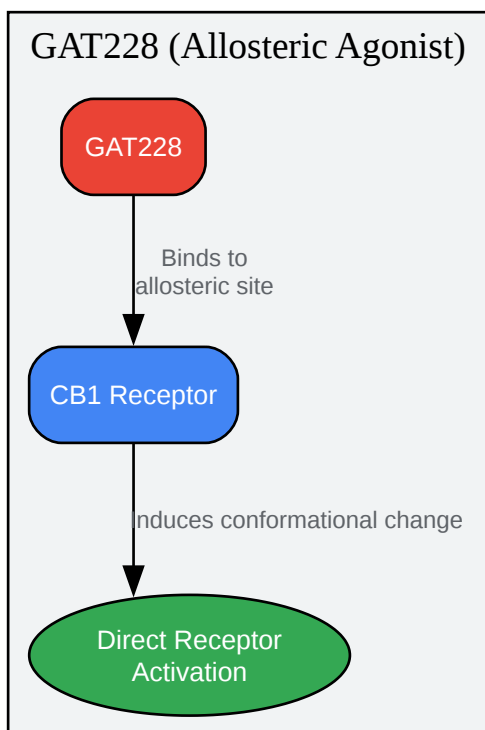 GAT228 (Allosteric Agonist)
GAT228
Binds to
allosteric site
CB1 Receptor
Induces conformational change
Direct Receptor
Activation